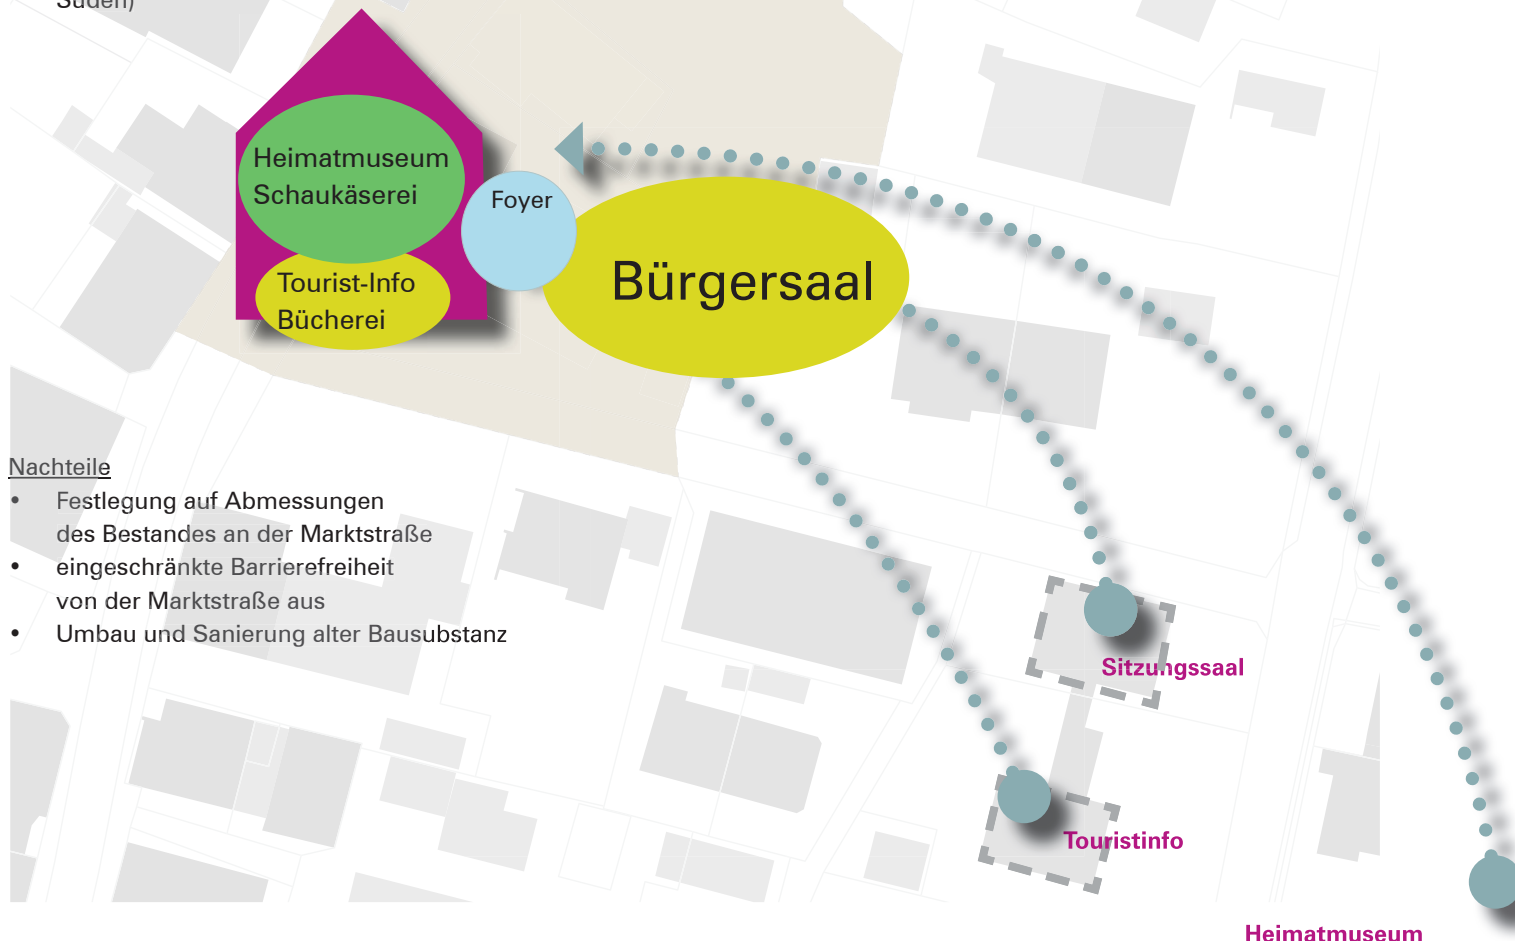 Süden)
Heimatmuseum
Schaukäserei
Foyer
Tourist-Info
Bücherei
Bürgersaal
Nachteile
• Festlegung auf Abmessungen
des Bestandes an der Marktstraße
• eingeschränkte Barrierefreiheit
von der Marktstraße aus
• Umbau und Sanierung alter Bausubstanz
Sitzungssaal
Touristinfo
Heimatmuseum